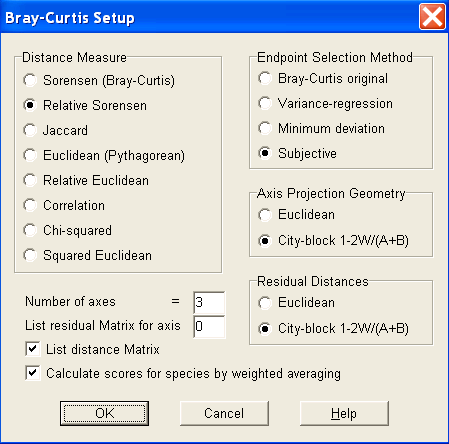 Bray-Curtis Setup
Distance Measure
Sorensen (Bray-Curtis)
Relative Sorensen
Jaccard
Euclidean (Pythagorean)
Relative Euclidean
Correlation
Chi-squared
Squared Euclidean
Endpoint Selection Method
Bray-Curtis original
Variance-regression
Minimum deviation
Subjective
Axis Projection Geometry
Euclidean
City-block 1-2W/(A+B)
Residual Distances
Euclidean
City-block 1-2W/(A+B)
Number of axes = 3
List residual Matrix for axis 0
List distance Matrix
Calculate scores for species by weighted averaging
OK
Cancel
Help